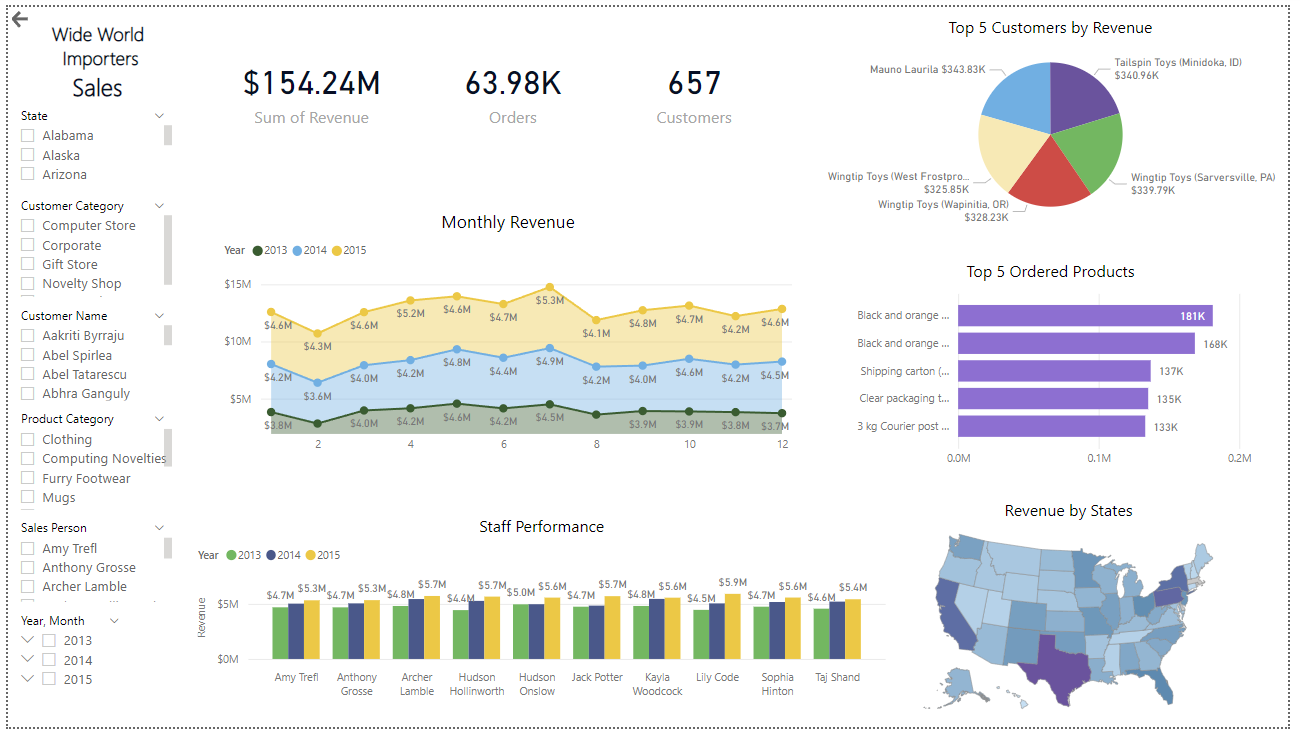 Wide World
Importers
Sales
State
Alabama
Alaska
Arizona
Customer Category
Computer Store
Corporate
Gift Store
Novelty Shop
Customer Name
Aakriti Byrraju
Abel Spirlea
Abel Tatarescu
Abhra Ganguly
Product Category
Clothing
Computing Novelties
Furry Footwear
Mugs
Sales Person
Amy Trefl
Anthony Grosse
Archer Lamble
Year, Month
2013
2014
2015
$154.24M
Sum of Revenue
63.98K
Orders
657
Customers
Monthly Revenue
Year 2013 2014 2015
$15M
$10M
$5M
$4.6M $4.3M $4.6M $5.2M $4.6M $4.7M $5.3M $4.1M $4.8M $4.7M $4.2M $4.6M
$4.2M $3.6M $4.0M $4.2M $4.8M $4.4M $4.9M $4.2M $4.0M $4.6M $4.2M $4.5M
$3.8M $4.0M $4.2M $4.6M $4.2M $4.5M $3.9M $3.9M $3.8M $3.7M
2 4 6 8 10 12
Staff Performance
Year 2013 2014 2015
Revenue
$5M
$0M
$4.7M $5.3M $4.7M $5.3M $4.8M $5.7M $4.4M $5.7M $5.0M $5.6M $4.7M $5.7M $4.8M $5.6M $4.5M $5.9M $4.7M $5.6M $4.6M $5.4M
Amy Trefl
Anthony
Grosse
Archer
Lamble
Hudson
Hollinworth
Hudson
Onslow
Jack Potter
Kayla
Woodcock
Lily Code
Sophia
Hinton
Taj Shand
Top 5 Customers by Revenue
Tailspin Toys (Minidoka, ID)
$340.96K
Mauno Laurila $343.83K
Wingtip Toys (Sarversville, PA)
$339.79K
Wingtip Toys (West Frostpro...
$325.85K
Wingtip Toys (Wapinitia, OR)
$328.23K
Top 5 Ordered Products
Black and orange ... 181K
Black and orange ... 168K
Shipping carton (... 137K
Clear packaging t... 135K
3 kg Courier post ... 133K
0.0M 0.1M 0.2M
Revenue by States